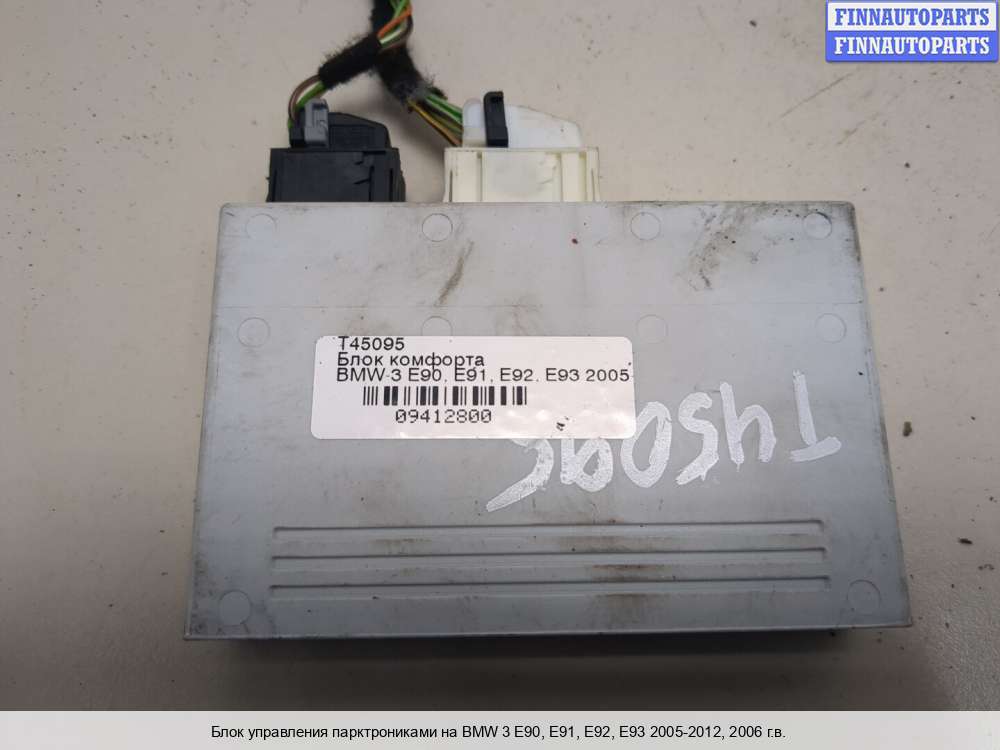 FINNAUTOPARTS
FINNAUTOPARTS
T45095
Блок комфорта
BMW 3 E90, E91, E92, E93 2005
09412800
T45095
Блок управления парктрониками на BMW 3 E90, E91, E92, E93 2005-2012, 2006 г.в.